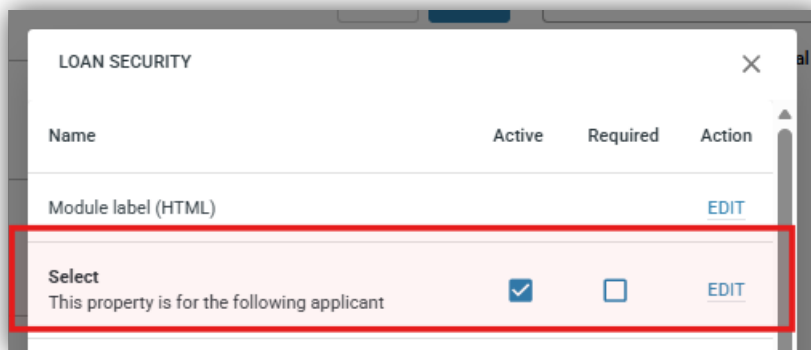 LOAN SECURITY
al
Name Active Required Action
Module label (HTML) EDIT
Select
This property is for the following applicant EDIT